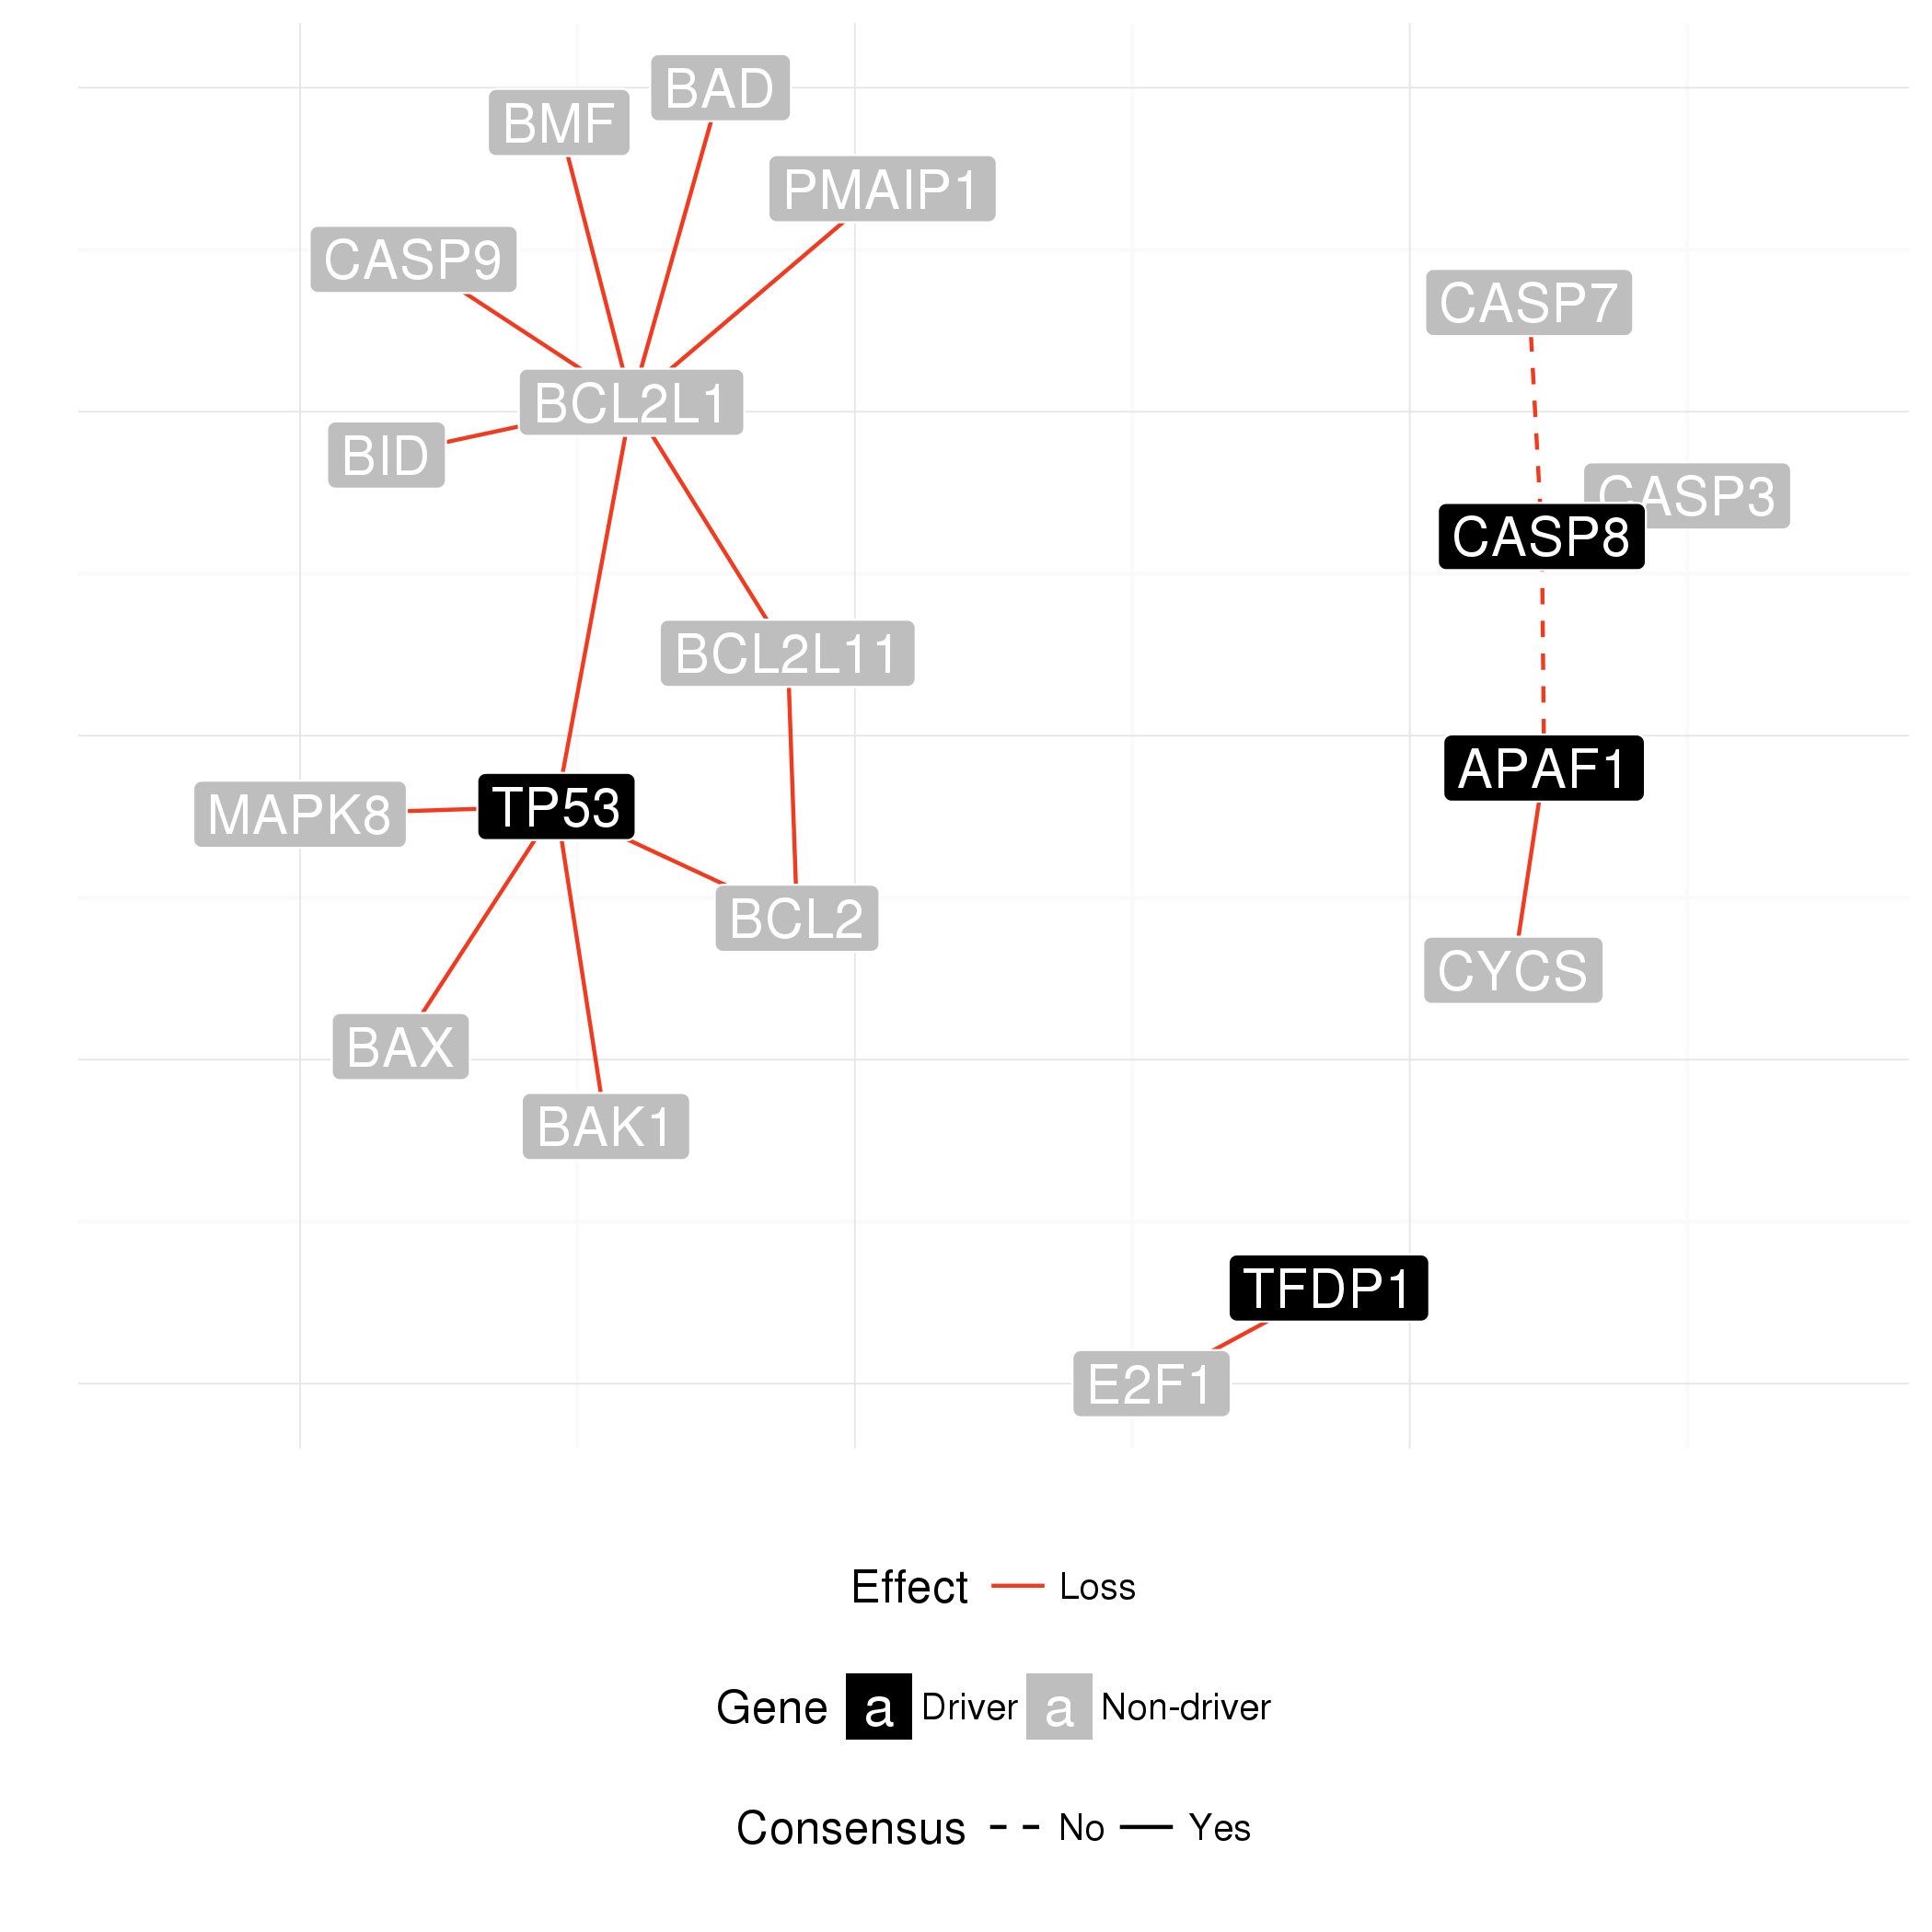 BAD
BMF
PMAIP1
CASP9
CASP7
BCL2L1
BID
CASP3
CASP8
BCL2L11
APAF1
MAPK8
TP53
BCL2
CYCS
BAX
BAK1
TFDP1
E2F1
Effect Loss
Gene a Driver a Non-driver
Consensus No Yes